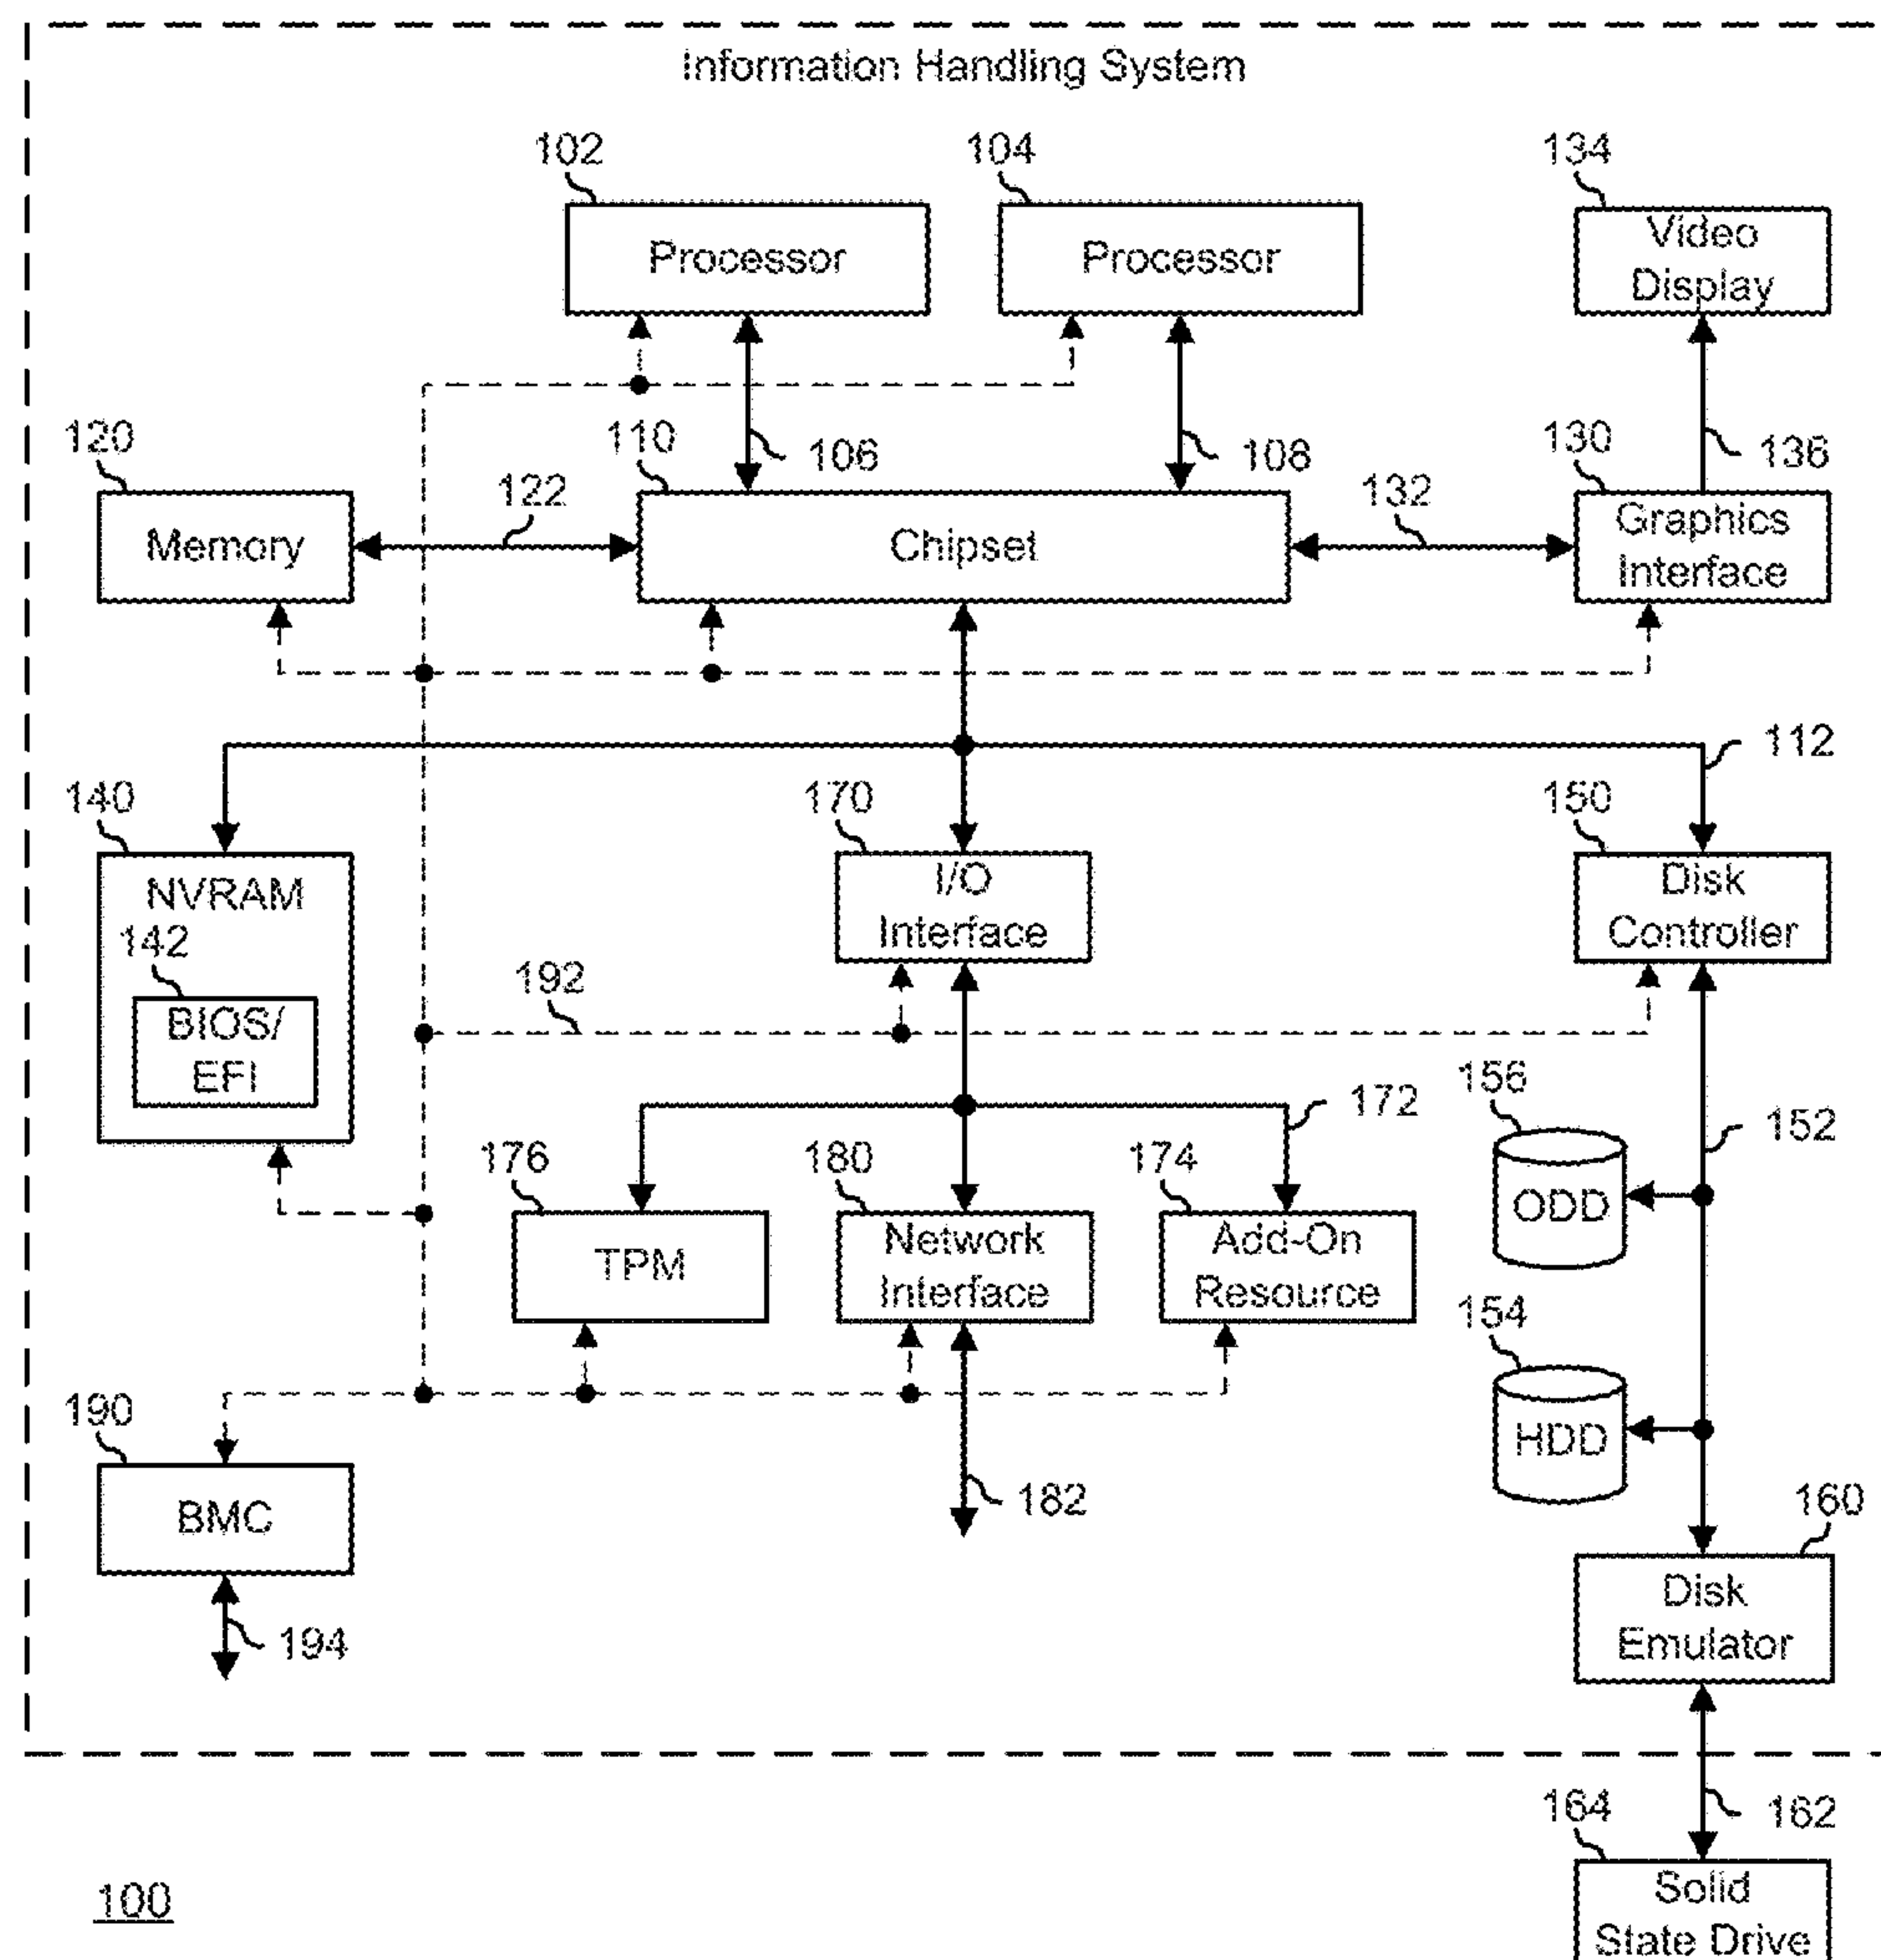 Information Handling System
102
104
134
Processor
Processor
Video
Display
120
110
106
108
130
136
122
132
Memory
Chipset
Graphics
Interface
112
140
170
150
NVRAM
I/O
Interface
Disk
Controller
142
BIOS/
EFI
192
156
172
152
176
180
174
ODD
TPM
Network
Interface
Add-On
Resource
154
HDD
190
182
160
BMC
Disk
Emulator
194
164
162
100
Solid
State Drive